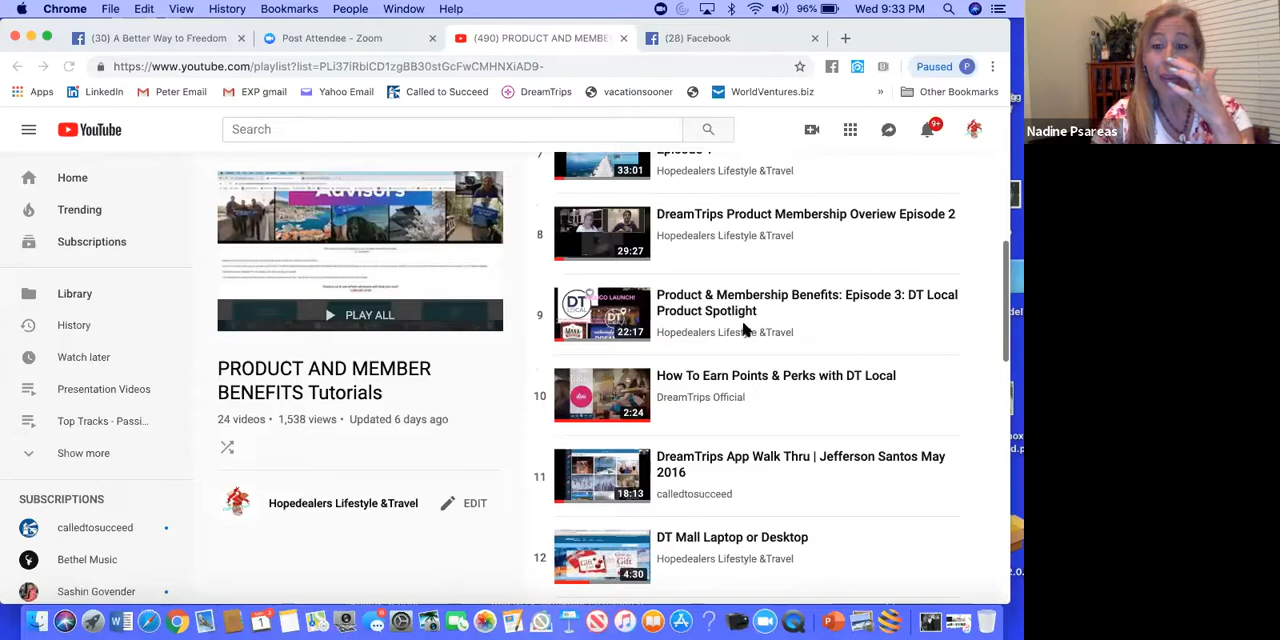 Chrome File Edit View History Bookmarks People Window Help 96% Wed 9:33 PM
(30) A Better Way to Freedom Post Attendee - Zoom (490) PRODUCT AND MEMBE (28) Facebook
https://www.youtube.com/playlist?list= Paused P
Apps LinkedIn Peter Email EXP gmail Yahoo Email Called to Succeed DreamTrips vacationsooner WorldVentures.biz » Other Bookmarks
Nadine Psareas
YouTube Search 9+
Home
Trending
Subscriptions
Library
History
Watch later
Presentation Videos
Top Tracks - Passi...
Show more
SUBSCRIPTIONS
calledtosucceed
Bethel Music
Sashin Govender
Advisors
PLAY ALL
PRODUCT AND MEMBER
BENEFITS Tutorials
24 videos • 1,538 views • Updated 6 days ago
Hopedealers Lifestyle &Travel EDIT
33:01
Hopedealers Lifestyle &Travel
8 29:27
DreamTrips Product Membership Overiew Episode 2
Hopedealers Lifestyle &Travel
9 DT 22:17
Product & Membership Benefits: Episode 3: DT Local
Product Spotlight
Hopedealers Lifestyle &Travel
10 2:24
How To Earn Points & Perks with DT Local
DreamTrips Official
11 18:13
DreamTrips App Walk Thru | Jefferson Santos May
2016
calledtosucceed
12 4:30
DT Mall Laptop or Desktop
Hopedealers Lifestyle &Travel